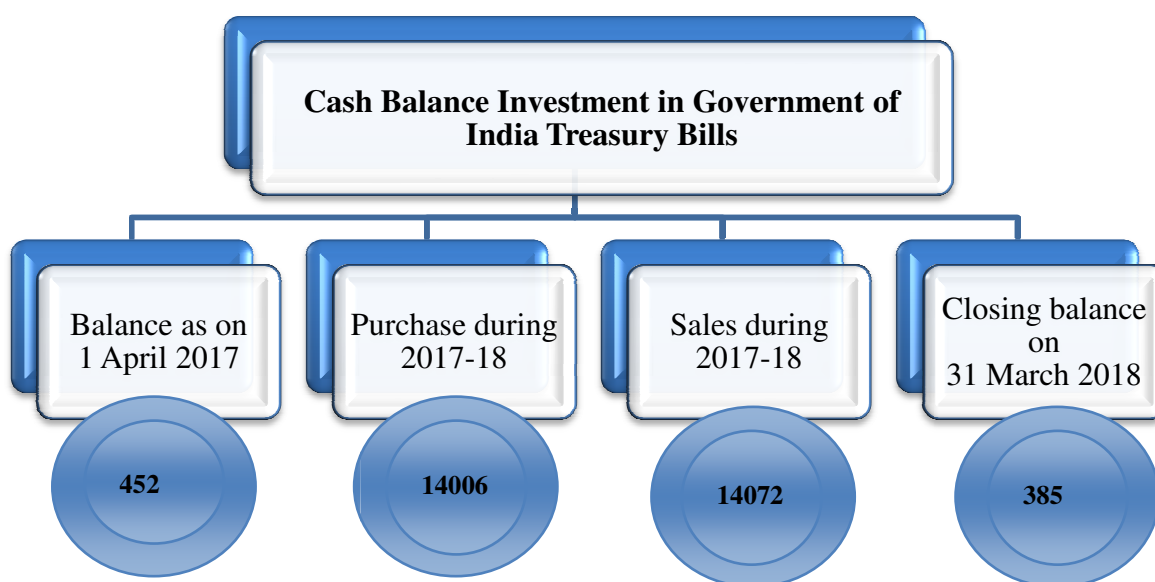 Cash Balance Investment in Government of
India Treasury Bills
Balance as on
1 April 2017
Purchase during
2017-18
Sales during
2017-18
Closing balance
on
31 March 2018
452
14006
14072
385